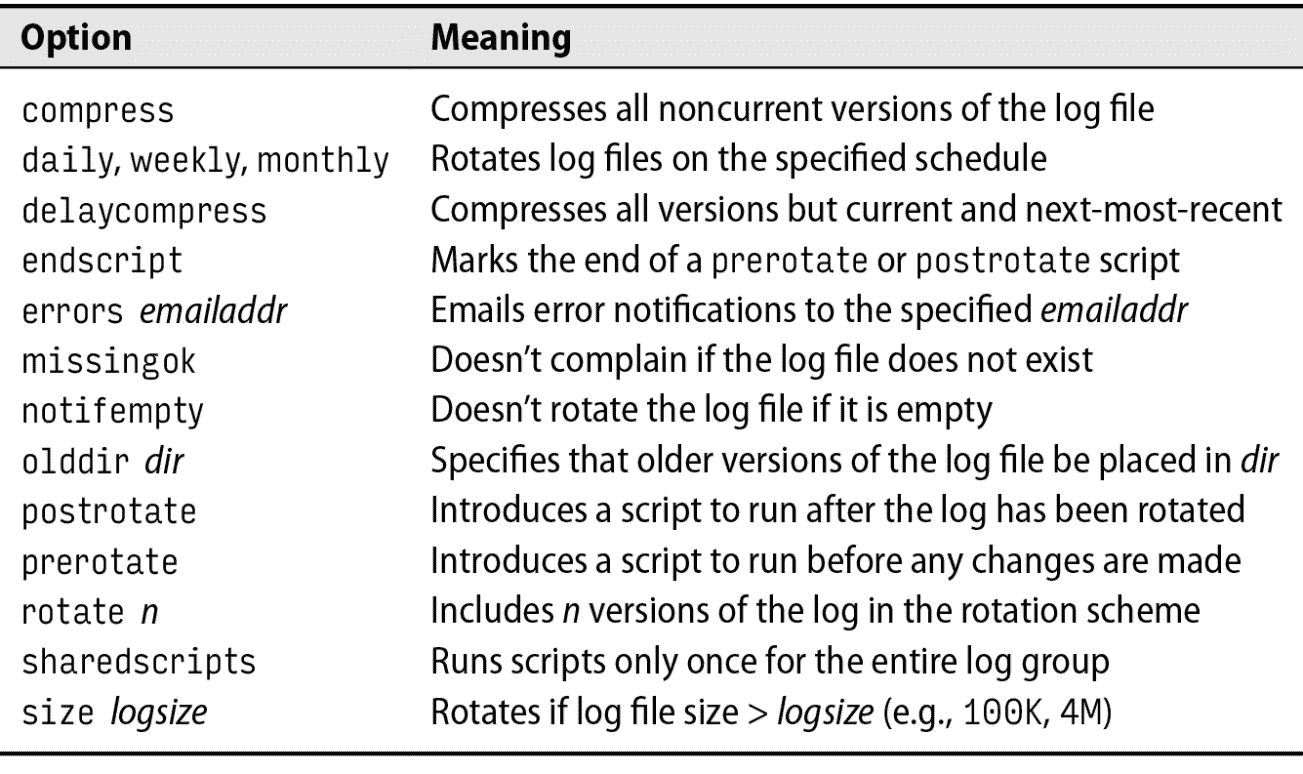 Option Meaning
compress Compresses all noncurrent versions of the log file
daily, weekly, monthly Rotates log files on the specified schedule
delaycompress Compresses all versions but current and next-most-recent
endscript Marks the end of a prerotate or postrotate script
errors emailaddr Emails error notifications to the specified emailaddr
missingok Doesn’t complain if the log file does not exist
notifempty Doesn’t rotate the log file if it is empty
olddir dir Specifies that older versions of the log file be placed in dir
postrotate Introduces a script to run after the log has been rotated
prerotate Introduces a script to run before any changes are made
rotate n Includes n versions of the log in the rotation scheme
sharedscripts Runs scripts only once for the entire log group
size logsize Rotates if log file size > logsize (e.g., 100K, 4M)